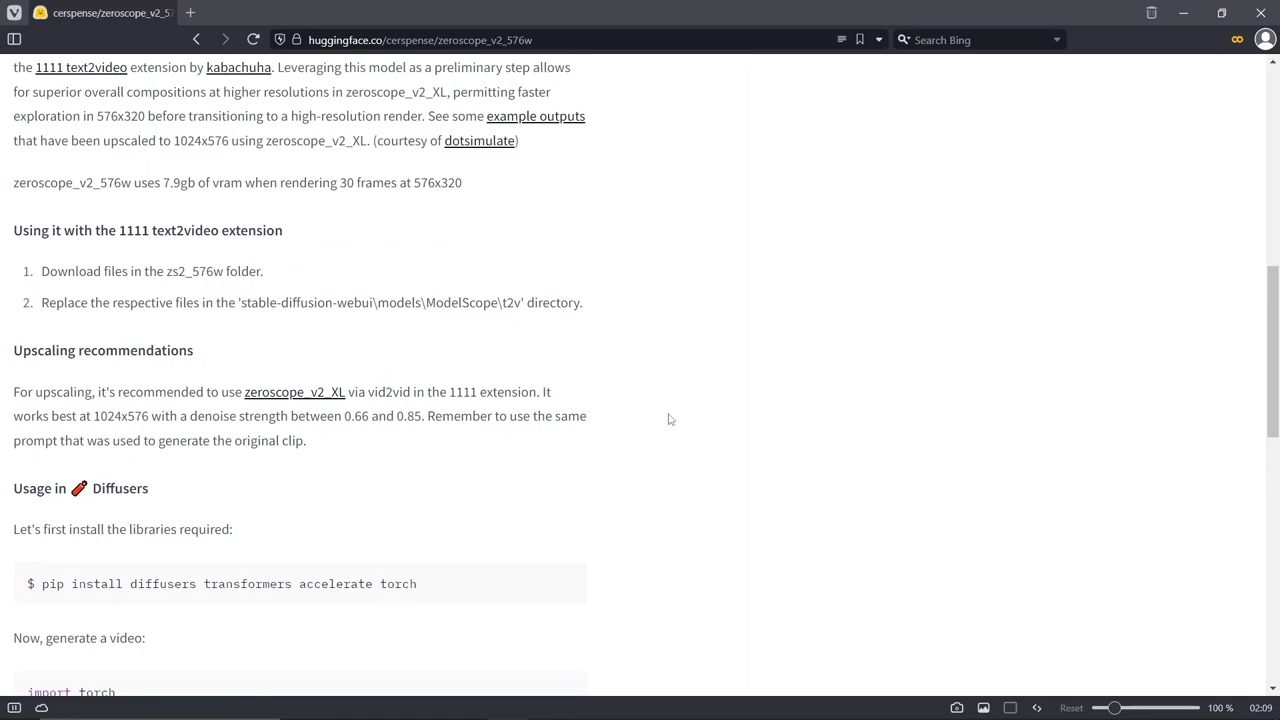 cerspense/zeroscope_v2_57
huggingface.co/cerspense/zeroscope_v2_576w
Search Bing
the 1111 text2video extension by kabachuha. Leveraging this model as a preliminary step allows
for superior overall compositions at higher resolutions in zeroscope_v2_XL, permitting faster
exploration in 576x320 before transitioning to a high-resolution render. See some example outputs
that have been upscaled to 1024x576 using zeroscope_v2_XL. (courtesy of dotsimulate)
zeroscope_v2_576w uses 7.9gb of vram when rendering 30 frames at 576x320
Using it with the 1111 text2video extension
1. Download files in the zs2_576w folder.
2. Replace the respective files in the 'stable-diffusion-webui\models\ModelScope\t2v' directory.
Upscaling recommendations
For upscaling, it's recommended to use zeroscope_v2_XL via vid2vid in the 1111 extension. It
works best at 1024x576 with a denoise strength between 0.66 and 0.85. Remember to use the same
prompt that was used to generate the original clip.
Usage in 🧨 Diffusers
Let's first install the libraries required:
$ pip install diffusers transformers accelerate torch
Now, generate a video:
import torch
Reset
100 %
02:09